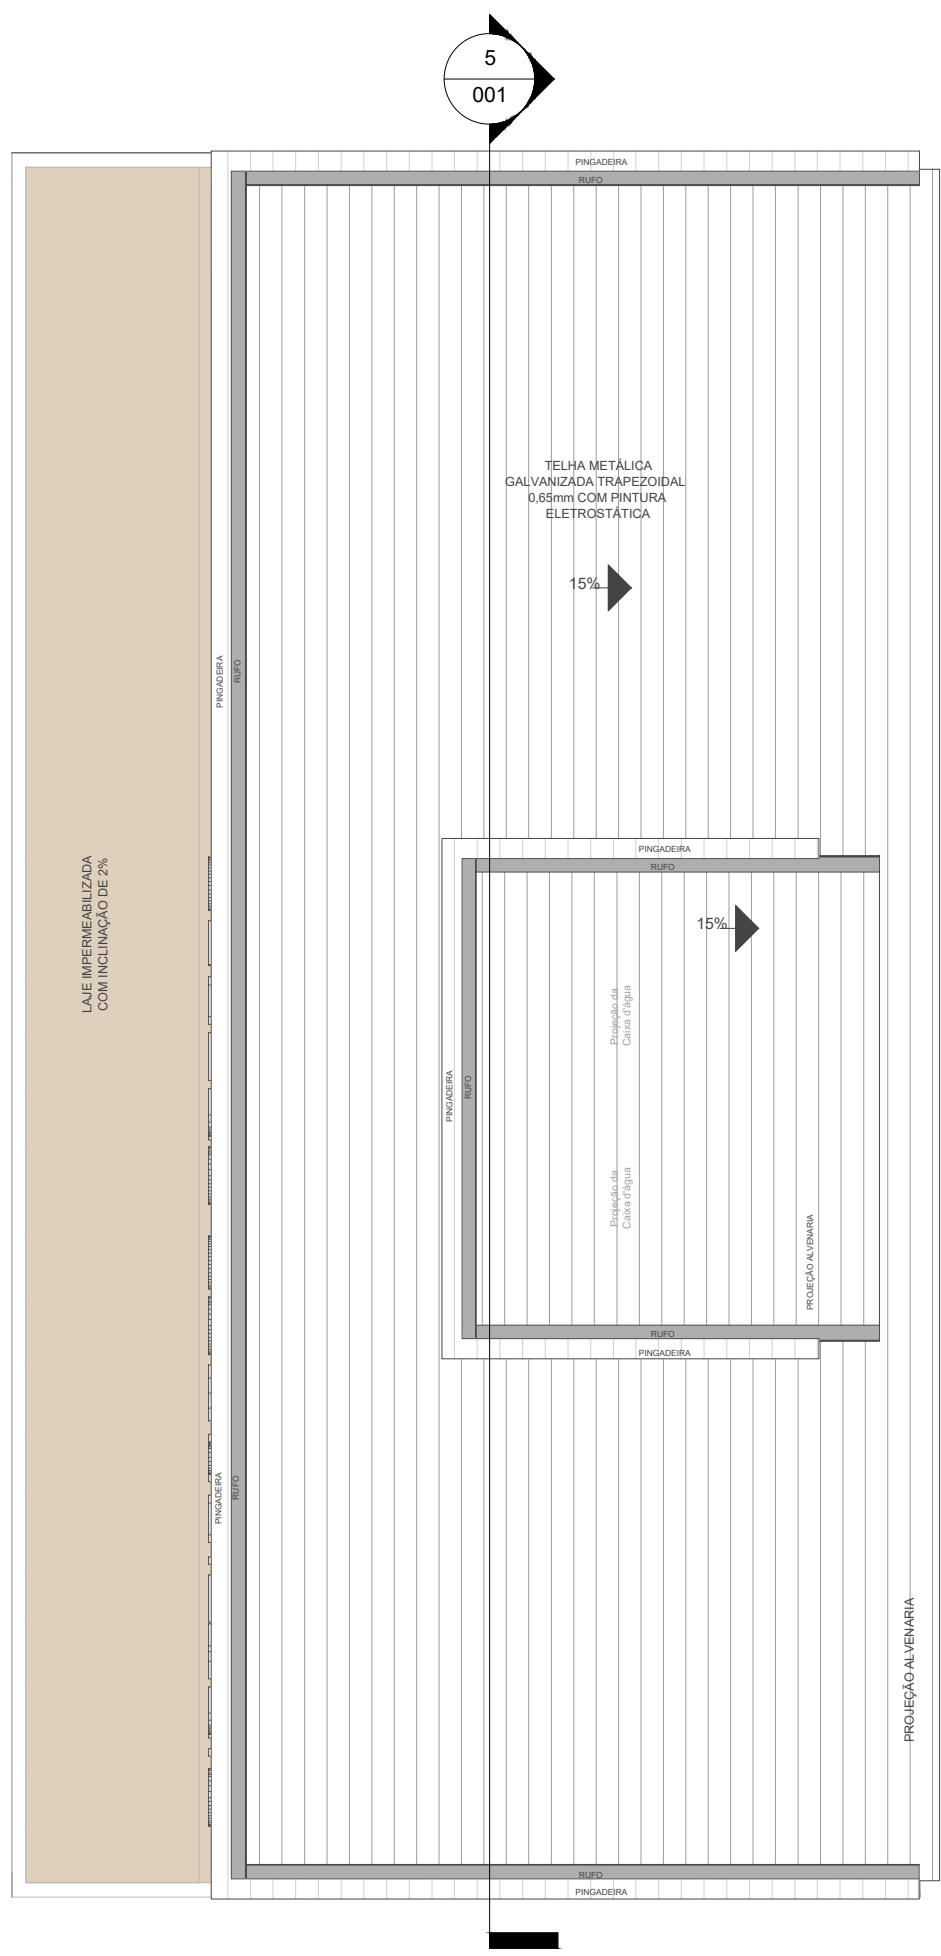 5
001
PINGADEIRA
RUFO
TELHA METÁLICA
GALVANIZADA TRAPEZOIDAL
0,65mm COM PINTURA
ELETROSTÁTICA
15%
PINGADEIRA
RUFO
LAJE IMPERMEABILIZADA
COM INCLINAÇÃO DE 2%
PINGADEIRA
RUFO
15%
Projeção da
Caixa d'água
PINGADEIRA
RUFO
Projeção da
Caixa d'água
PROJEÇÃO ALVENARIA
RUFO
PINGADEIRA
PINGADEIRA
RUFO
PROJEÇÃO ALVENARIA
RUFO
PINGADEIRA